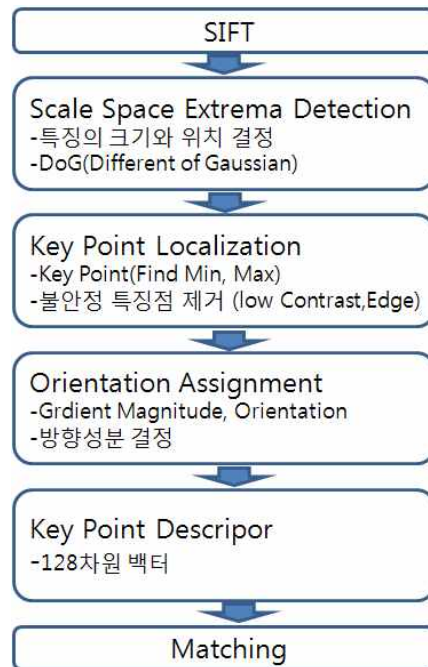 SIFT
Scale Space Extrema Detection
-특징의 크기와 위치 결정
-DoG(Different of Gaussian)
Key Point Localization
-Key Point(Find Min, Max)
-불안정 특징점 제거 (low Contrast,Edge)
Orientation Assignment
-Grdient Magnitude, Orientation
-방향성분 결정
Key Point Descripor
-128차원 백터
Matching